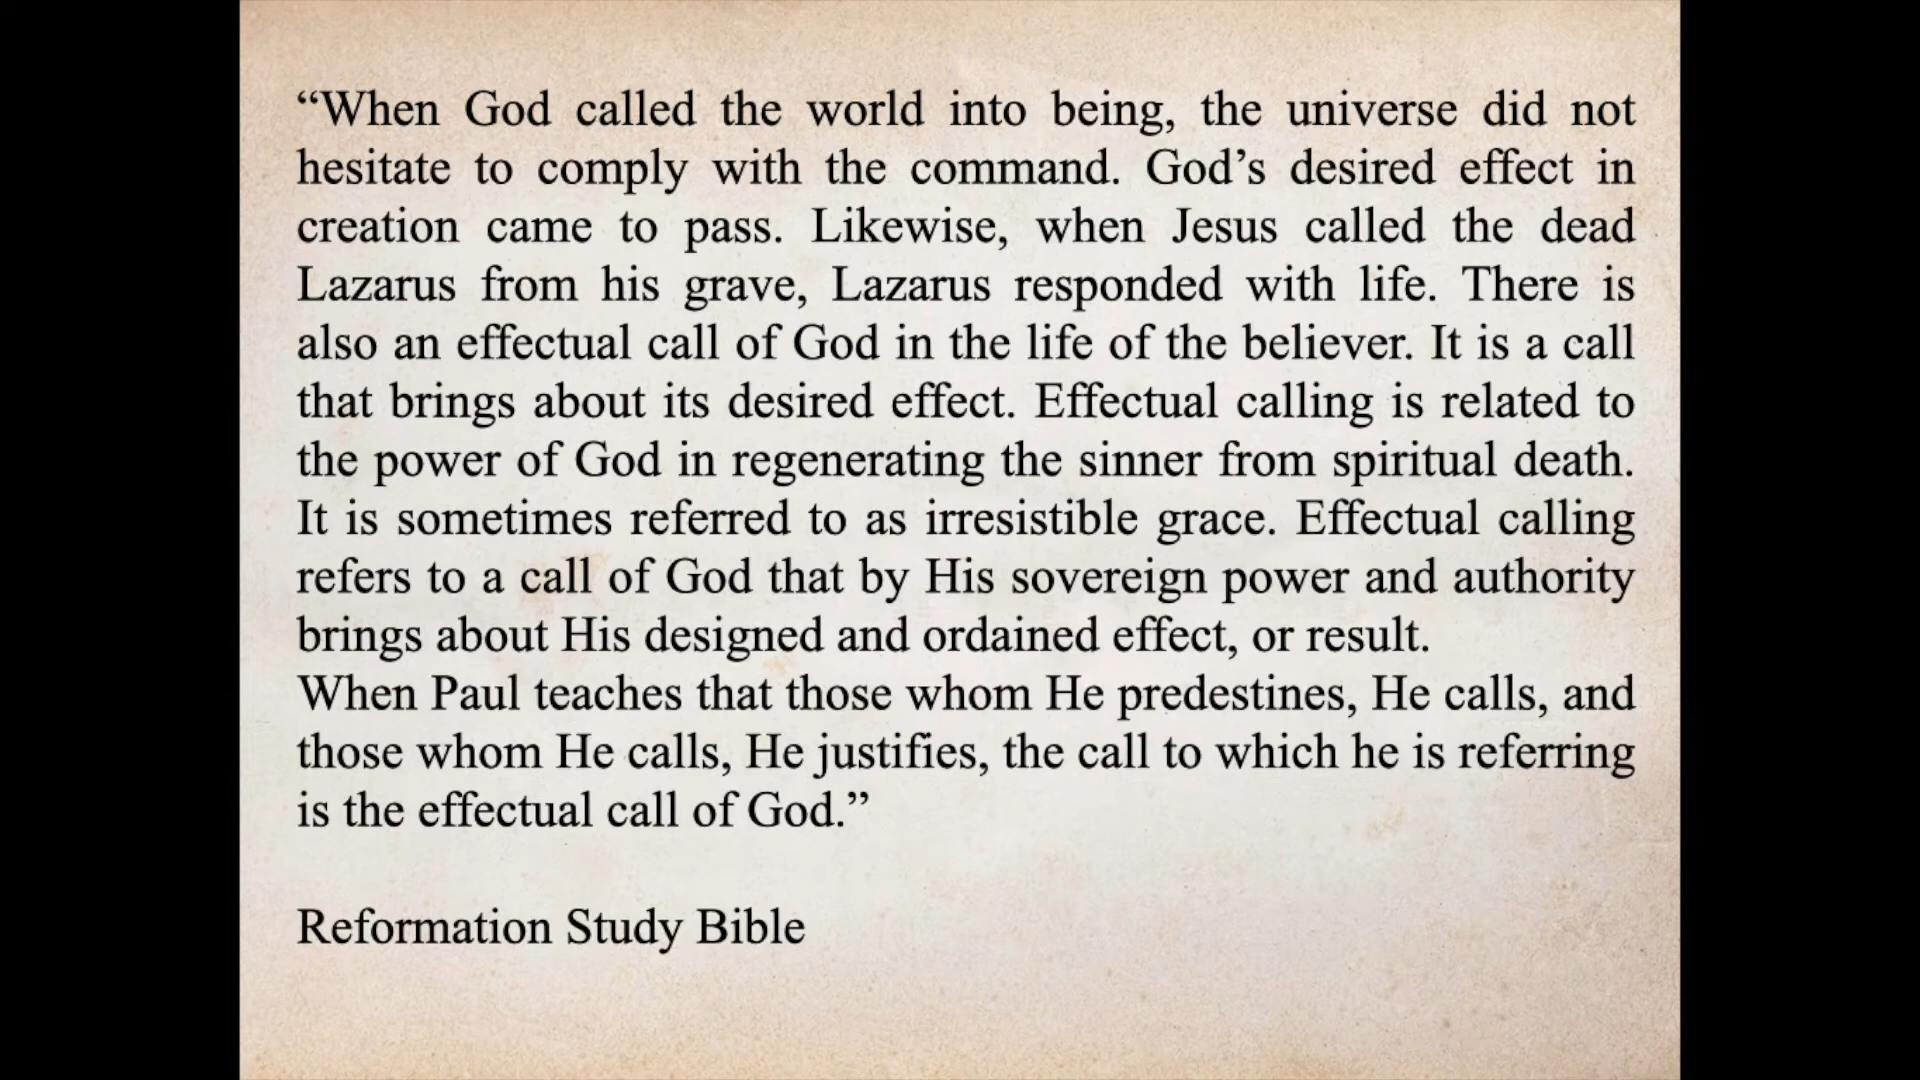 “When God called the world into being, the universe did not
hesitate to comply with the command. God’s desired effect in
creation came to pass. Likewise, when Jesus called the dead
Lazarus from his grave, Lazarus responded with life. There is
also an effectual call of God in the life of the believer. It is a call
that brings about its desired effect. Effectual calling is related to
the power of God in regenerating the sinner from spiritual death.
It is sometimes referred to as irresistible grace. Effectual calling
refers to a call of God that by His sovereign power and authority
brings about His designed and ordained effect, or result.
When Paul teaches that those whom He predestines, He calls, and
those whom He calls, He justifies, the call to which he is referring
is the effectual call of God.”
Reformation Study Bible